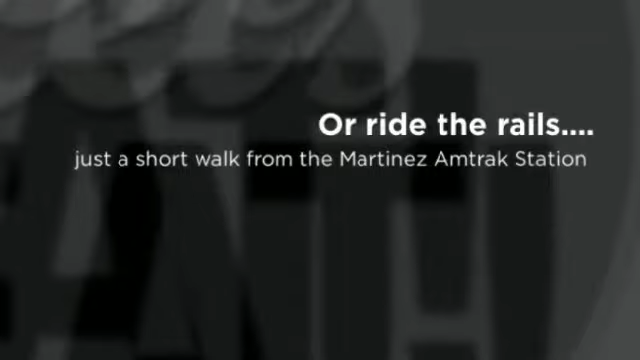 Or ride the rails....
just a short walk from the Martinez Amtrak Station